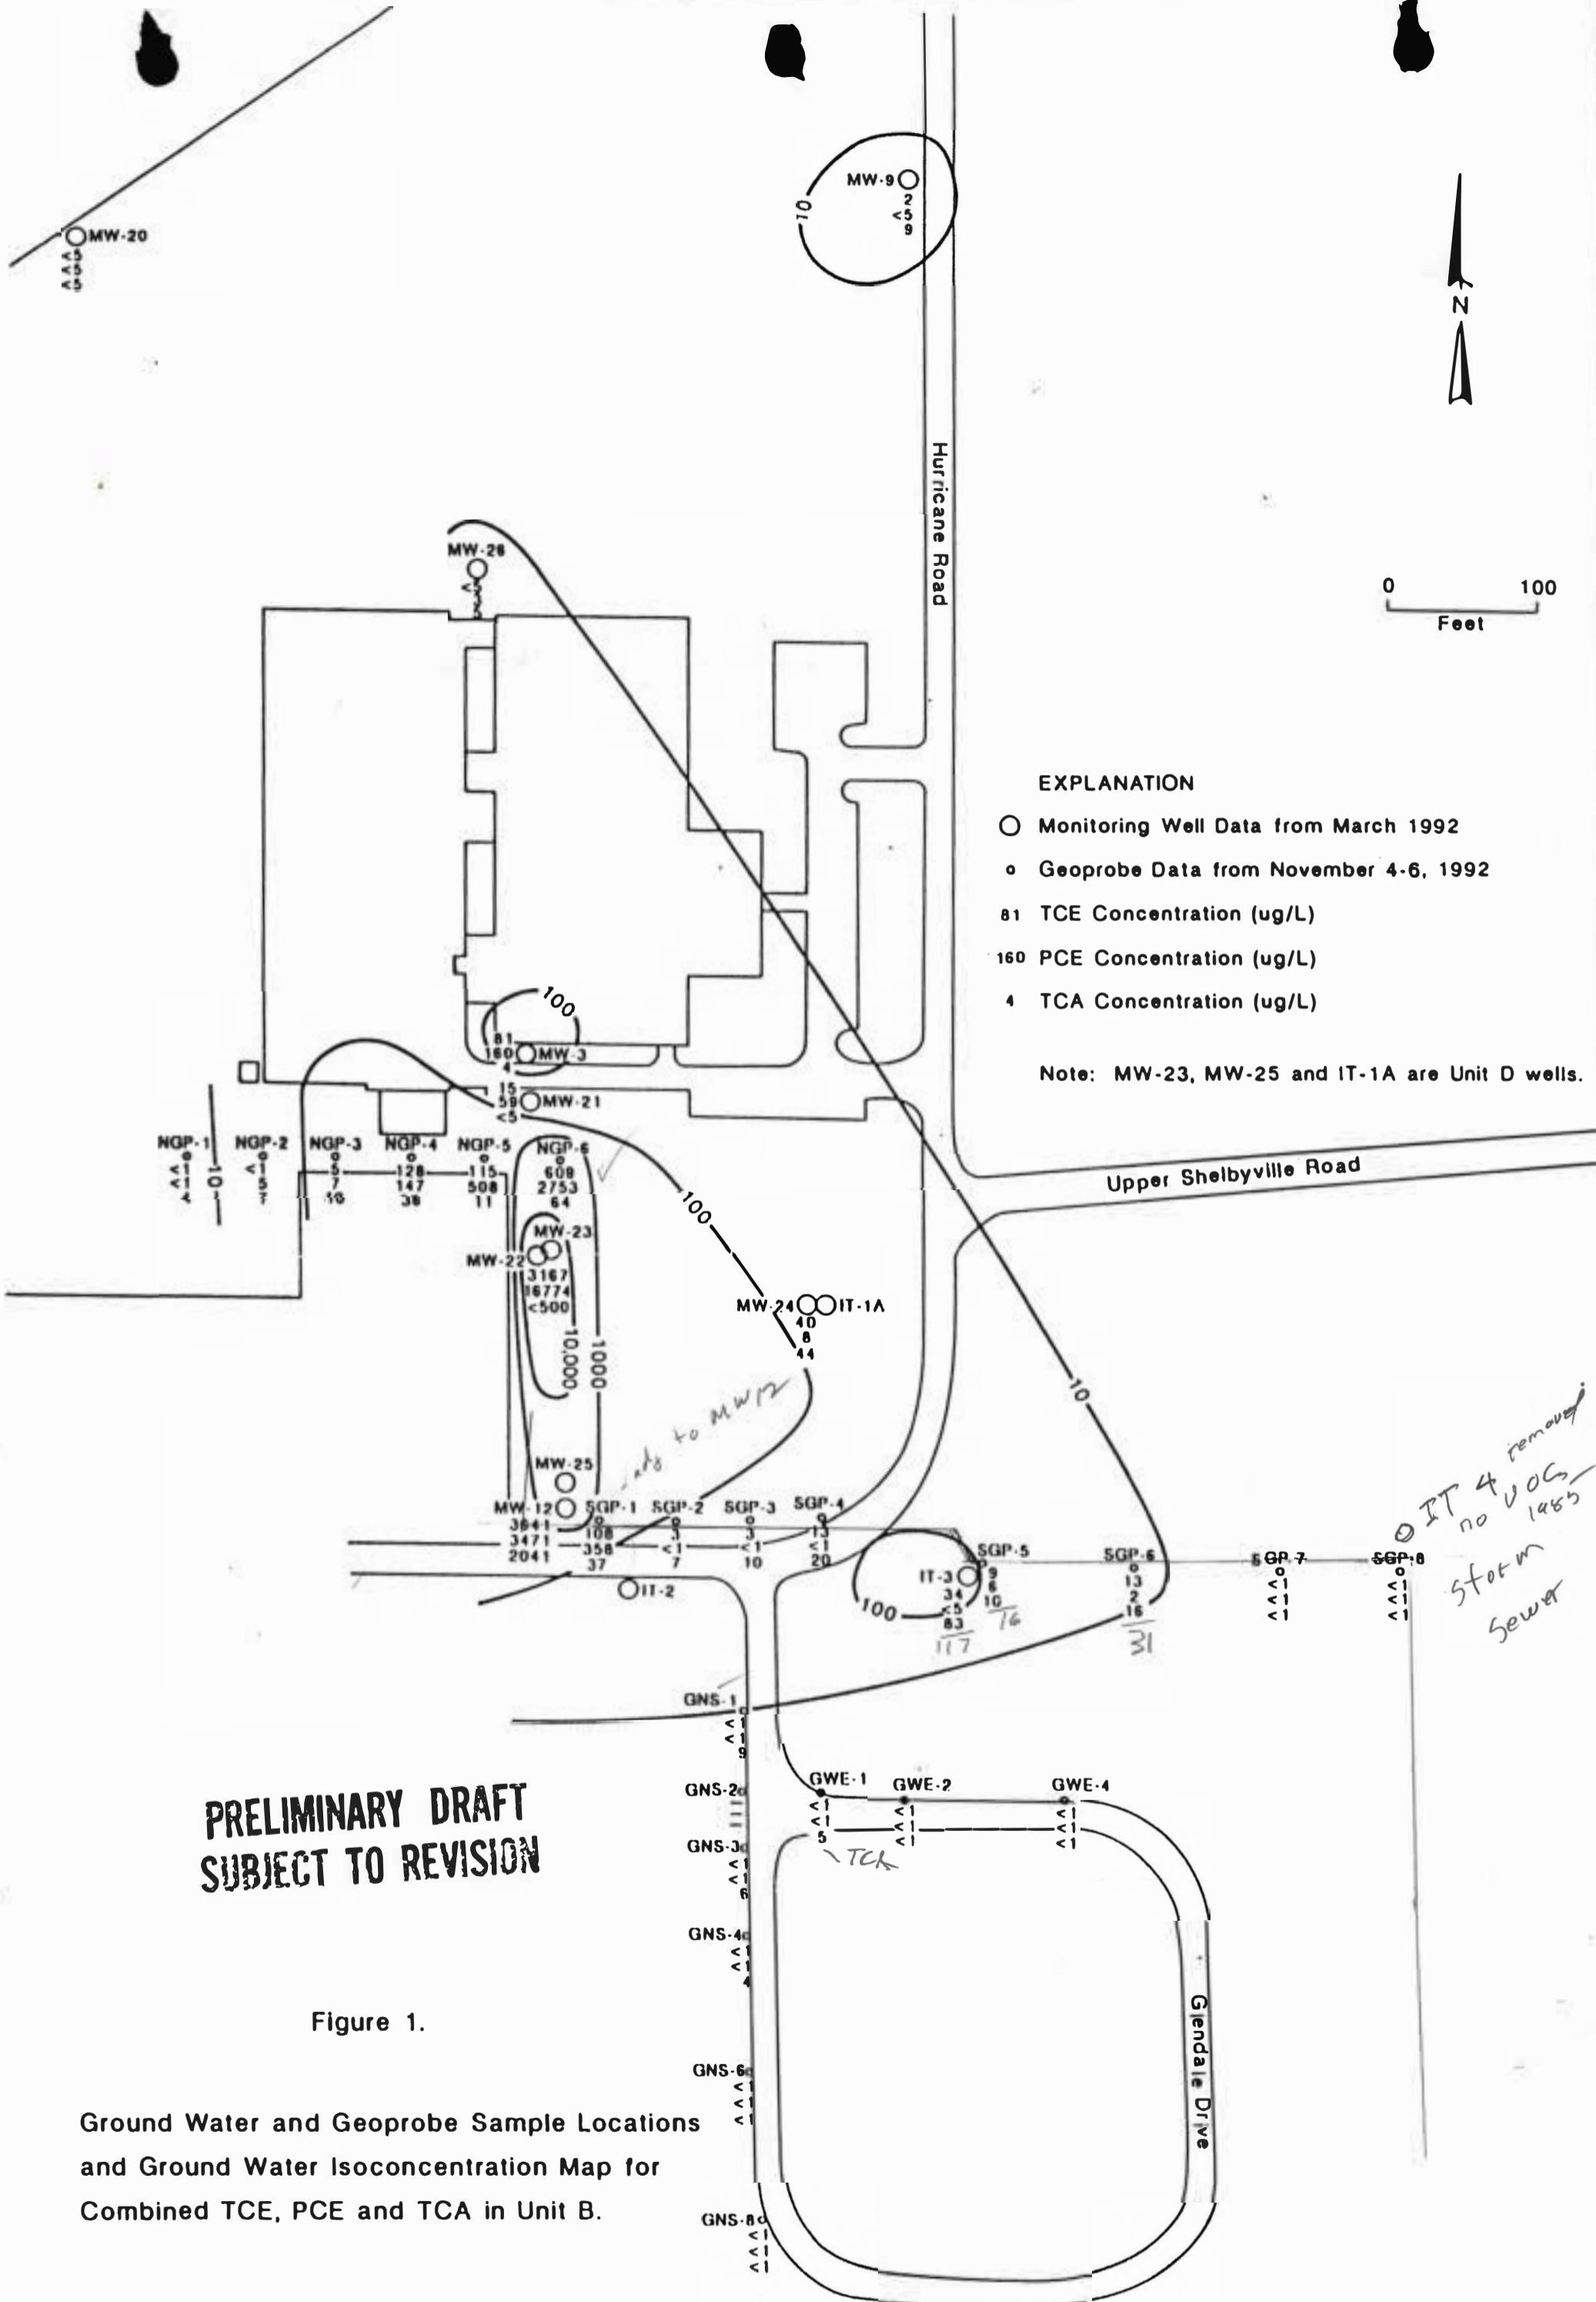 MW-9
2
<5
9
10
MW-20
<5
<5
<5
N
Hurricane Road
MW-26
0 100
Feet
EXPLANATION
Monitoring Well Data from March 1992
Geoprobe Data from November 4-6, 1992
81 TCE Concentration (ug/L)
160 PCE Concentration (ug/L)
4 TCA Concentration (ug/L)
Note: MW-23, MW-25 and IT-1A are Unit D wells.
100
81
160 MW-3
4
15
59 MW-21
<5
NGP-1
<1
<1
10
NGP-2
<1
5
7
NGP-3
5
7
10
NGP-4
128
147
38
NGP-5
115
508
11
NGP-6
609
2753
64
Upper Shelbyville Road
100
MW-23
MW-22
3167
16774
<500
10,000
1000
MW-24 IT-1A
40
8
44
10
to MW12
MW-25
MW-12
3641
3471
2041
SGP-1
108
358
37
SGP-2
3
<1
7
SGP-3
3
<1
10
SGP-4
13
<1
20
IT-2
100
IT-3
34
<5
83
117
SGP-5
9
6
10
16
SGP-6
13
2
16
31
SGP-7
<1
<1
<1
SGP-8
<1
<1
<1
IT 4 removed
no VOCs
1985
Storm
Sewer
GNS-1
<1
<1
9
GNS-2
GNS-3
<1
<1
6
GNS-4
<1
<1
4
GNS-6
<1
<1
<1
GNS-8
<1
<1
<1
GWE-1
<1
<1
5
TCA
GWE-2
<1
<1
<1
GWE-4
<1
<1
<1
Glendale Drive
PRELIMINARY DRAFT
SUBJECT TO REVISION
Figure 1.
Ground Water and Geoprobe Sample Locations
and Ground Water Isoconcentration Map for
Combined TCE, PCE and TCA in Unit B.